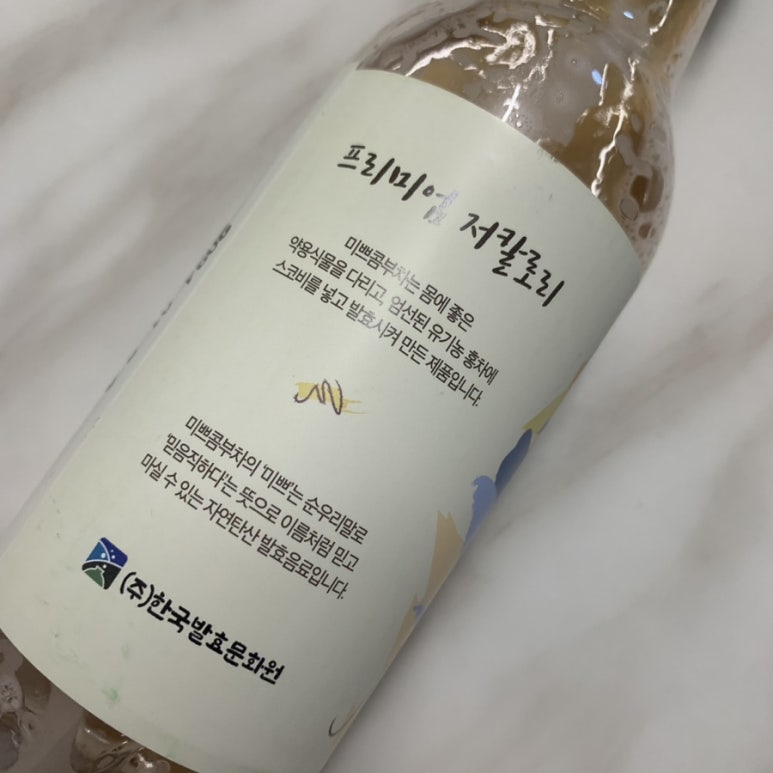 프리미엄 저칼로리
미쁘콤부차는 몸에 좋은
약용식물을 다리고, 엄선된 유기농 홍차에
스코비를 넣고 발효시켜 만든 제품입니다.
미쁘콤부차의 '미쁘'는 순우리말로
'믿음직하다'는 뜻으로 이름처럼 믿고
마실 수 있는 자연탄산 발효음료입니다.
(주)한국발효문화원